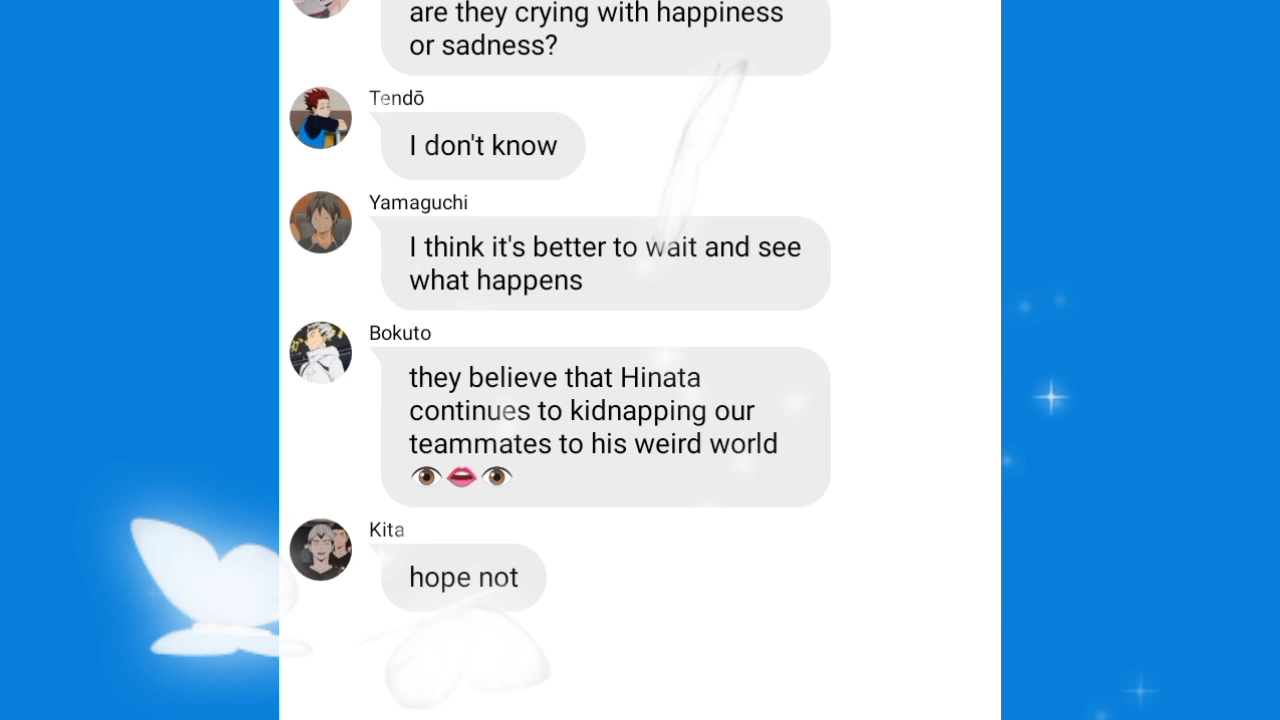 are they crying with happiness
or sadness?
Tendō
I don't know
Yamaguchi
I think it's better to wait and see
what happens
Bokuto
they believe that Hinata
continues to kidnapping our
teammates to his weird world
👁️👄👁️
Kita
hope not